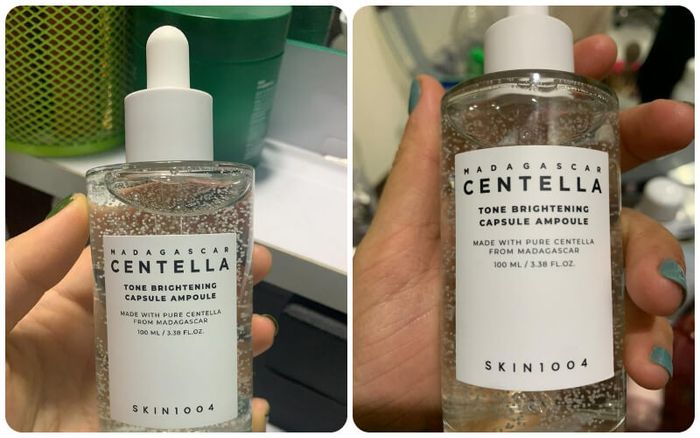 MADAGASCAR
CENTELLA
TONE BRIGHTENING
CAPSULE AMPOULE
MADE WITH PURE CENTELLA
FROM MADAGASCAR
100 ML / 3.38 FL.OZ.
SKIN1004
MADAGASCAR
CENTELLA
TONE BRIGHTENING
CAPSULE AMPOULE
MADE WITH PURE CENTELLA
FROM MADAGASCAR
100 ML / 3.38 FL.OZ.
SKIN1004